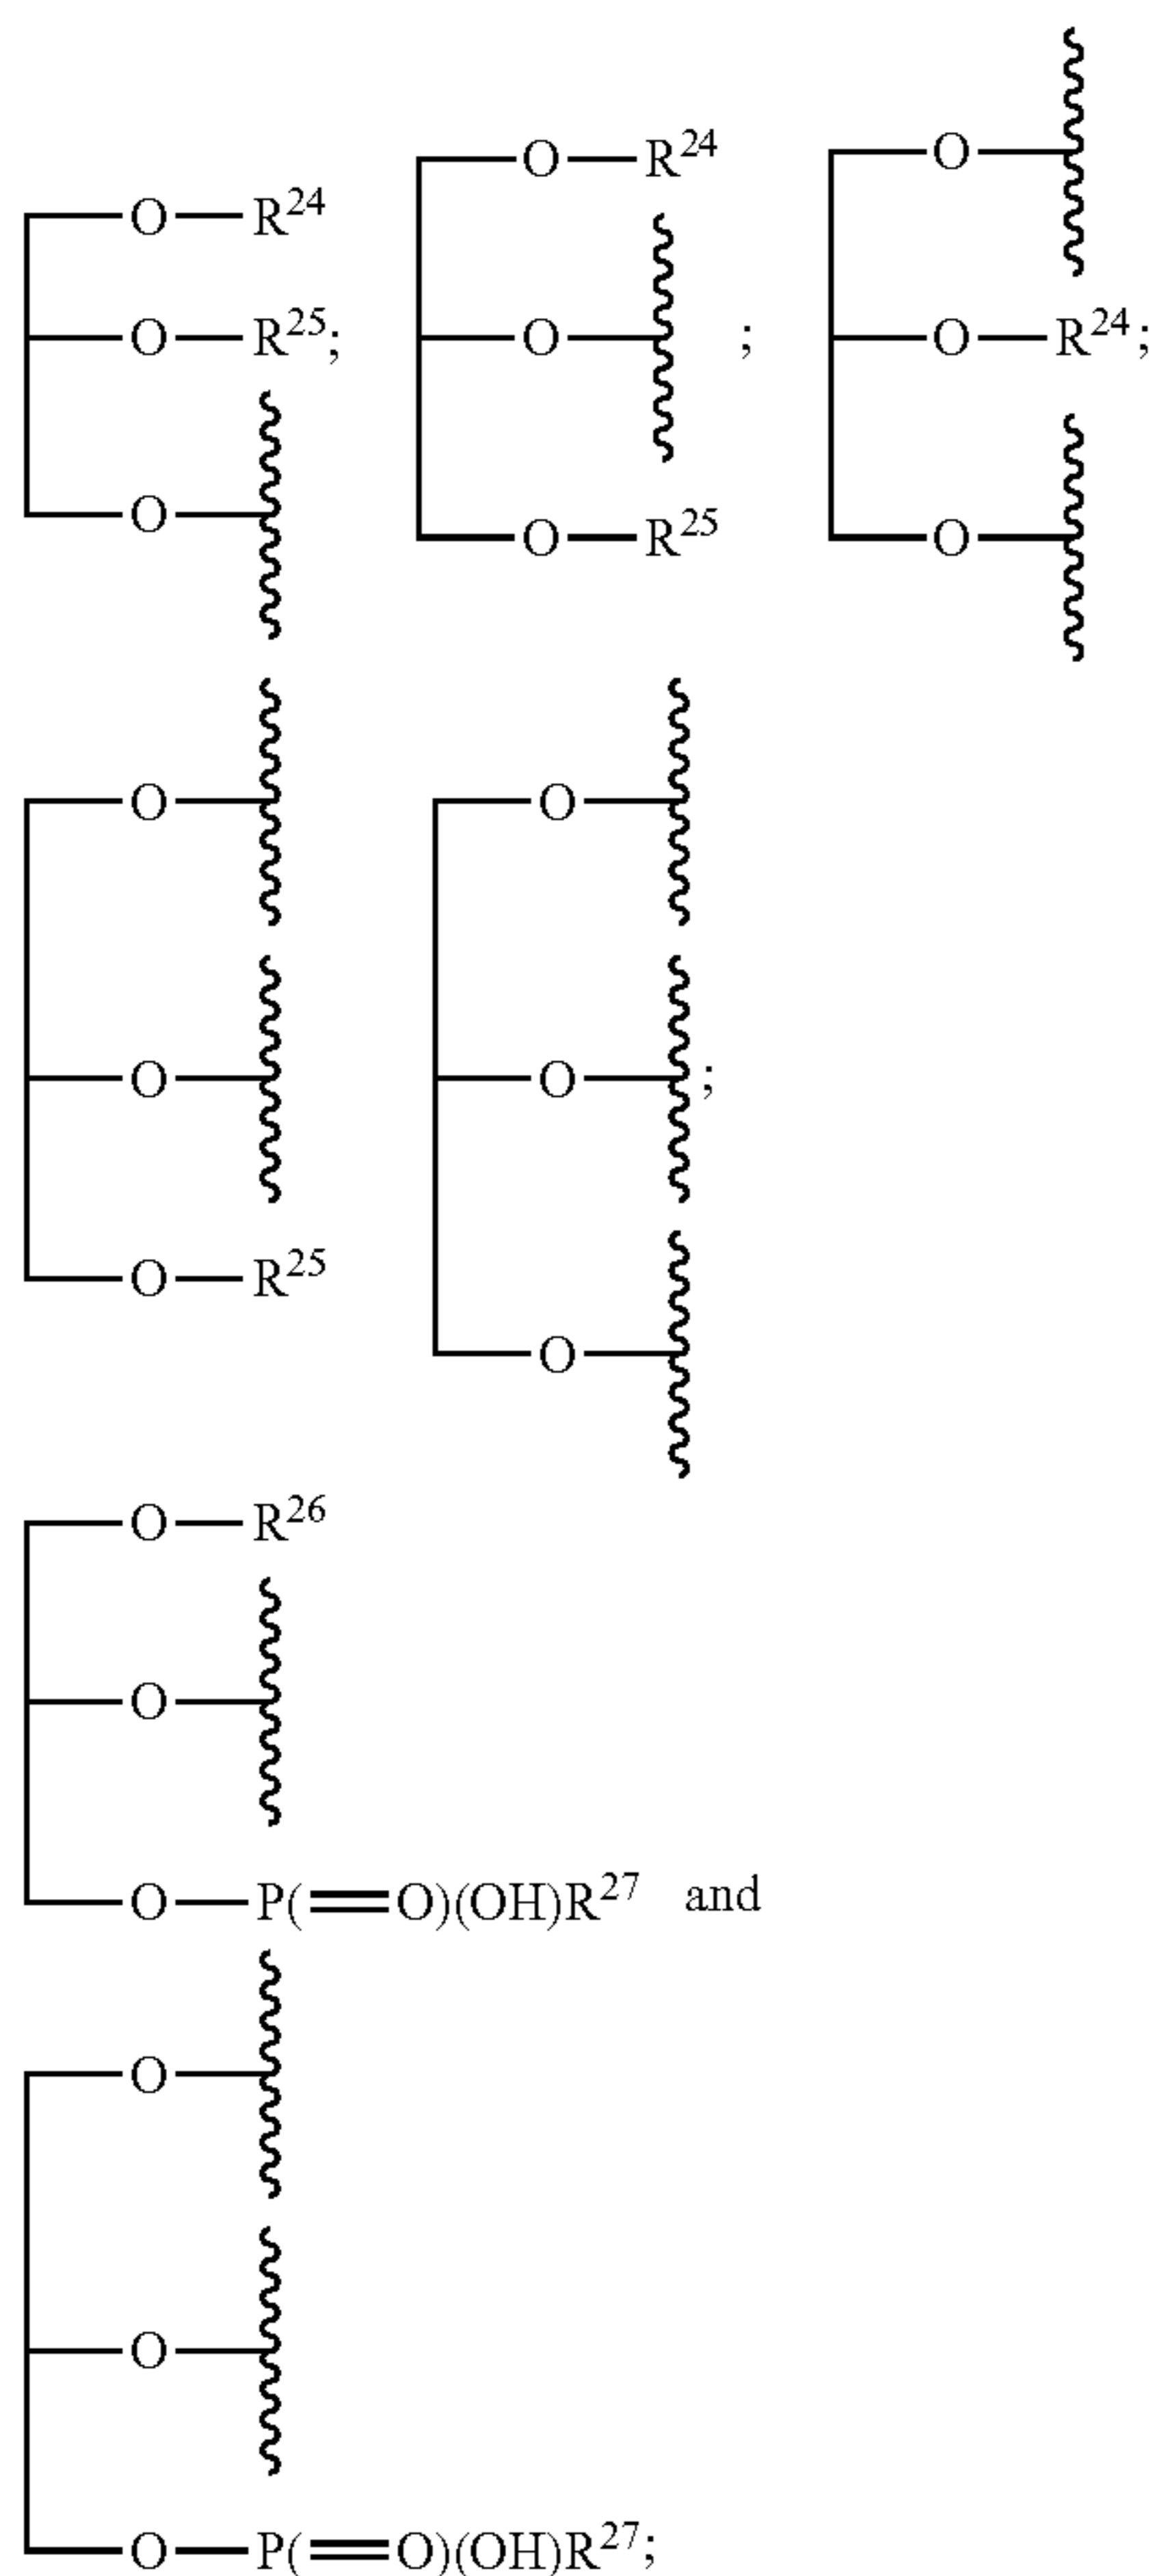 O—R²⁴ O—R²⁴ O
O—R²⁵; O ; O—R²⁴;
O O—R²⁵ O
O O
O O ;
O—R²⁵
O
O—R²⁶
O
O—P(═O)(OH)R²⁷ and
O
O
O—P(═O)(OH)R²⁷;